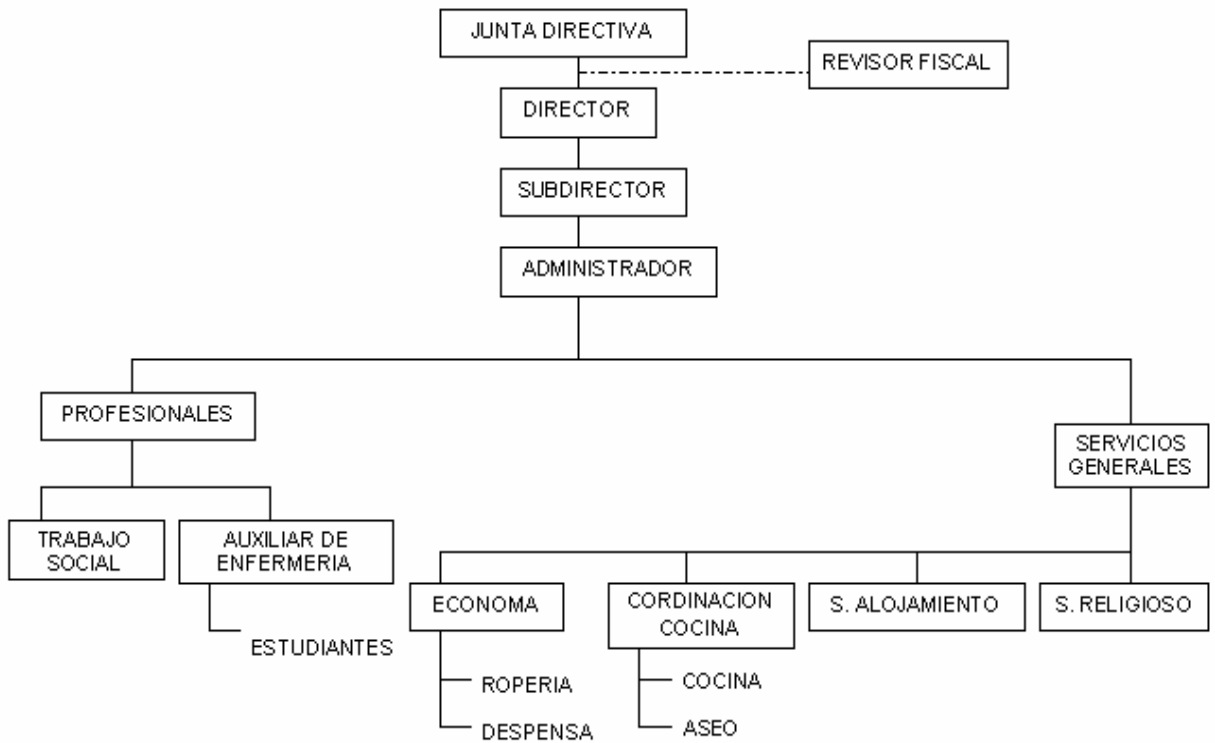 JUNTA DIRECTIVA
REVISOR FISCAL
DIRECTOR
SUBDIRECTOR
ADMINISTRADOR
PROFESIONALES
SERVICIOS
GENERALES
TRABAJO
SOCIAL
AUXILIAR DE
ENFERMERIA
ESTUDIANTES
ECONOMA
ROPERIA
DESPENSA
CORDINACION
COCINA
COCINA
ASEO
S. ALOJAMIENTO
S. RELIGIOSO